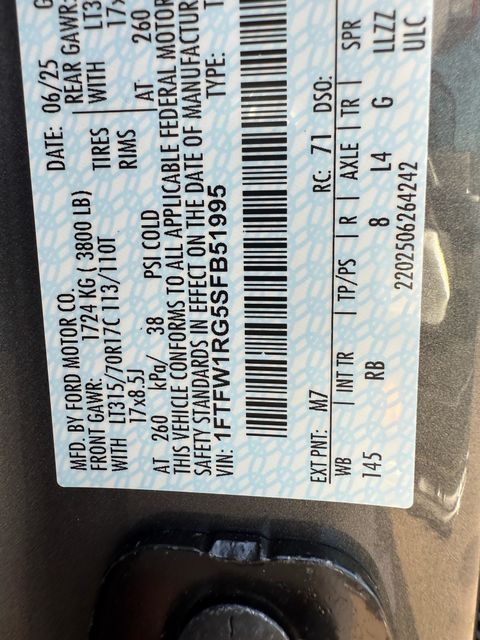 MFD. BY FORD MOTOR CO.
DATE: 06/25
FRONT GAWR: 1724 KG ( 3800 LB)
REAR GAWR:
WITH LT315/70R17C 113/110T TIRES
WITH
17x8.5J RIMS
AT 260 kPa/ 38 PSI COLD
AT 260
THIS VEHICLE CONFORMS TO ALL APPLICABLE FEDERAL MOTOR
SAFETY STANDARDS IN EFFECT ON THE DATE OF MANUFACTUR
VIN: 1FTFW1RG5SFB51995
TYPE:
EXT PNT: M7 RC: 71 DSO:
WB | INT TR | TP/PS | R | AXLE | TR | SPR
145 RB 8 L4 G LLZZ
2202506264242 ULC